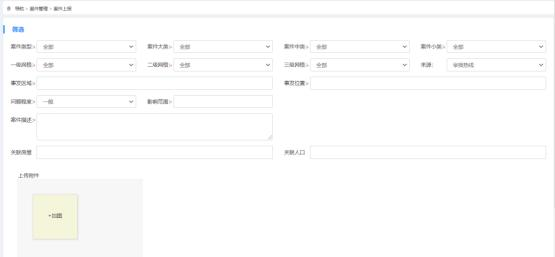 导航 > 案件管理 > 案件上报
筛选
案件类型> 全部 案件大类> 全部 案件中类> 全部 案件小类> 全部
一级网格> 全部 二级网格> 全部 三级网格> 全部 来源: 举报热线
事发区域> 事发位置>
问题程度> 一般 影响范围>
案件描述>
关联房屋 关联人口
上传附件
+加图